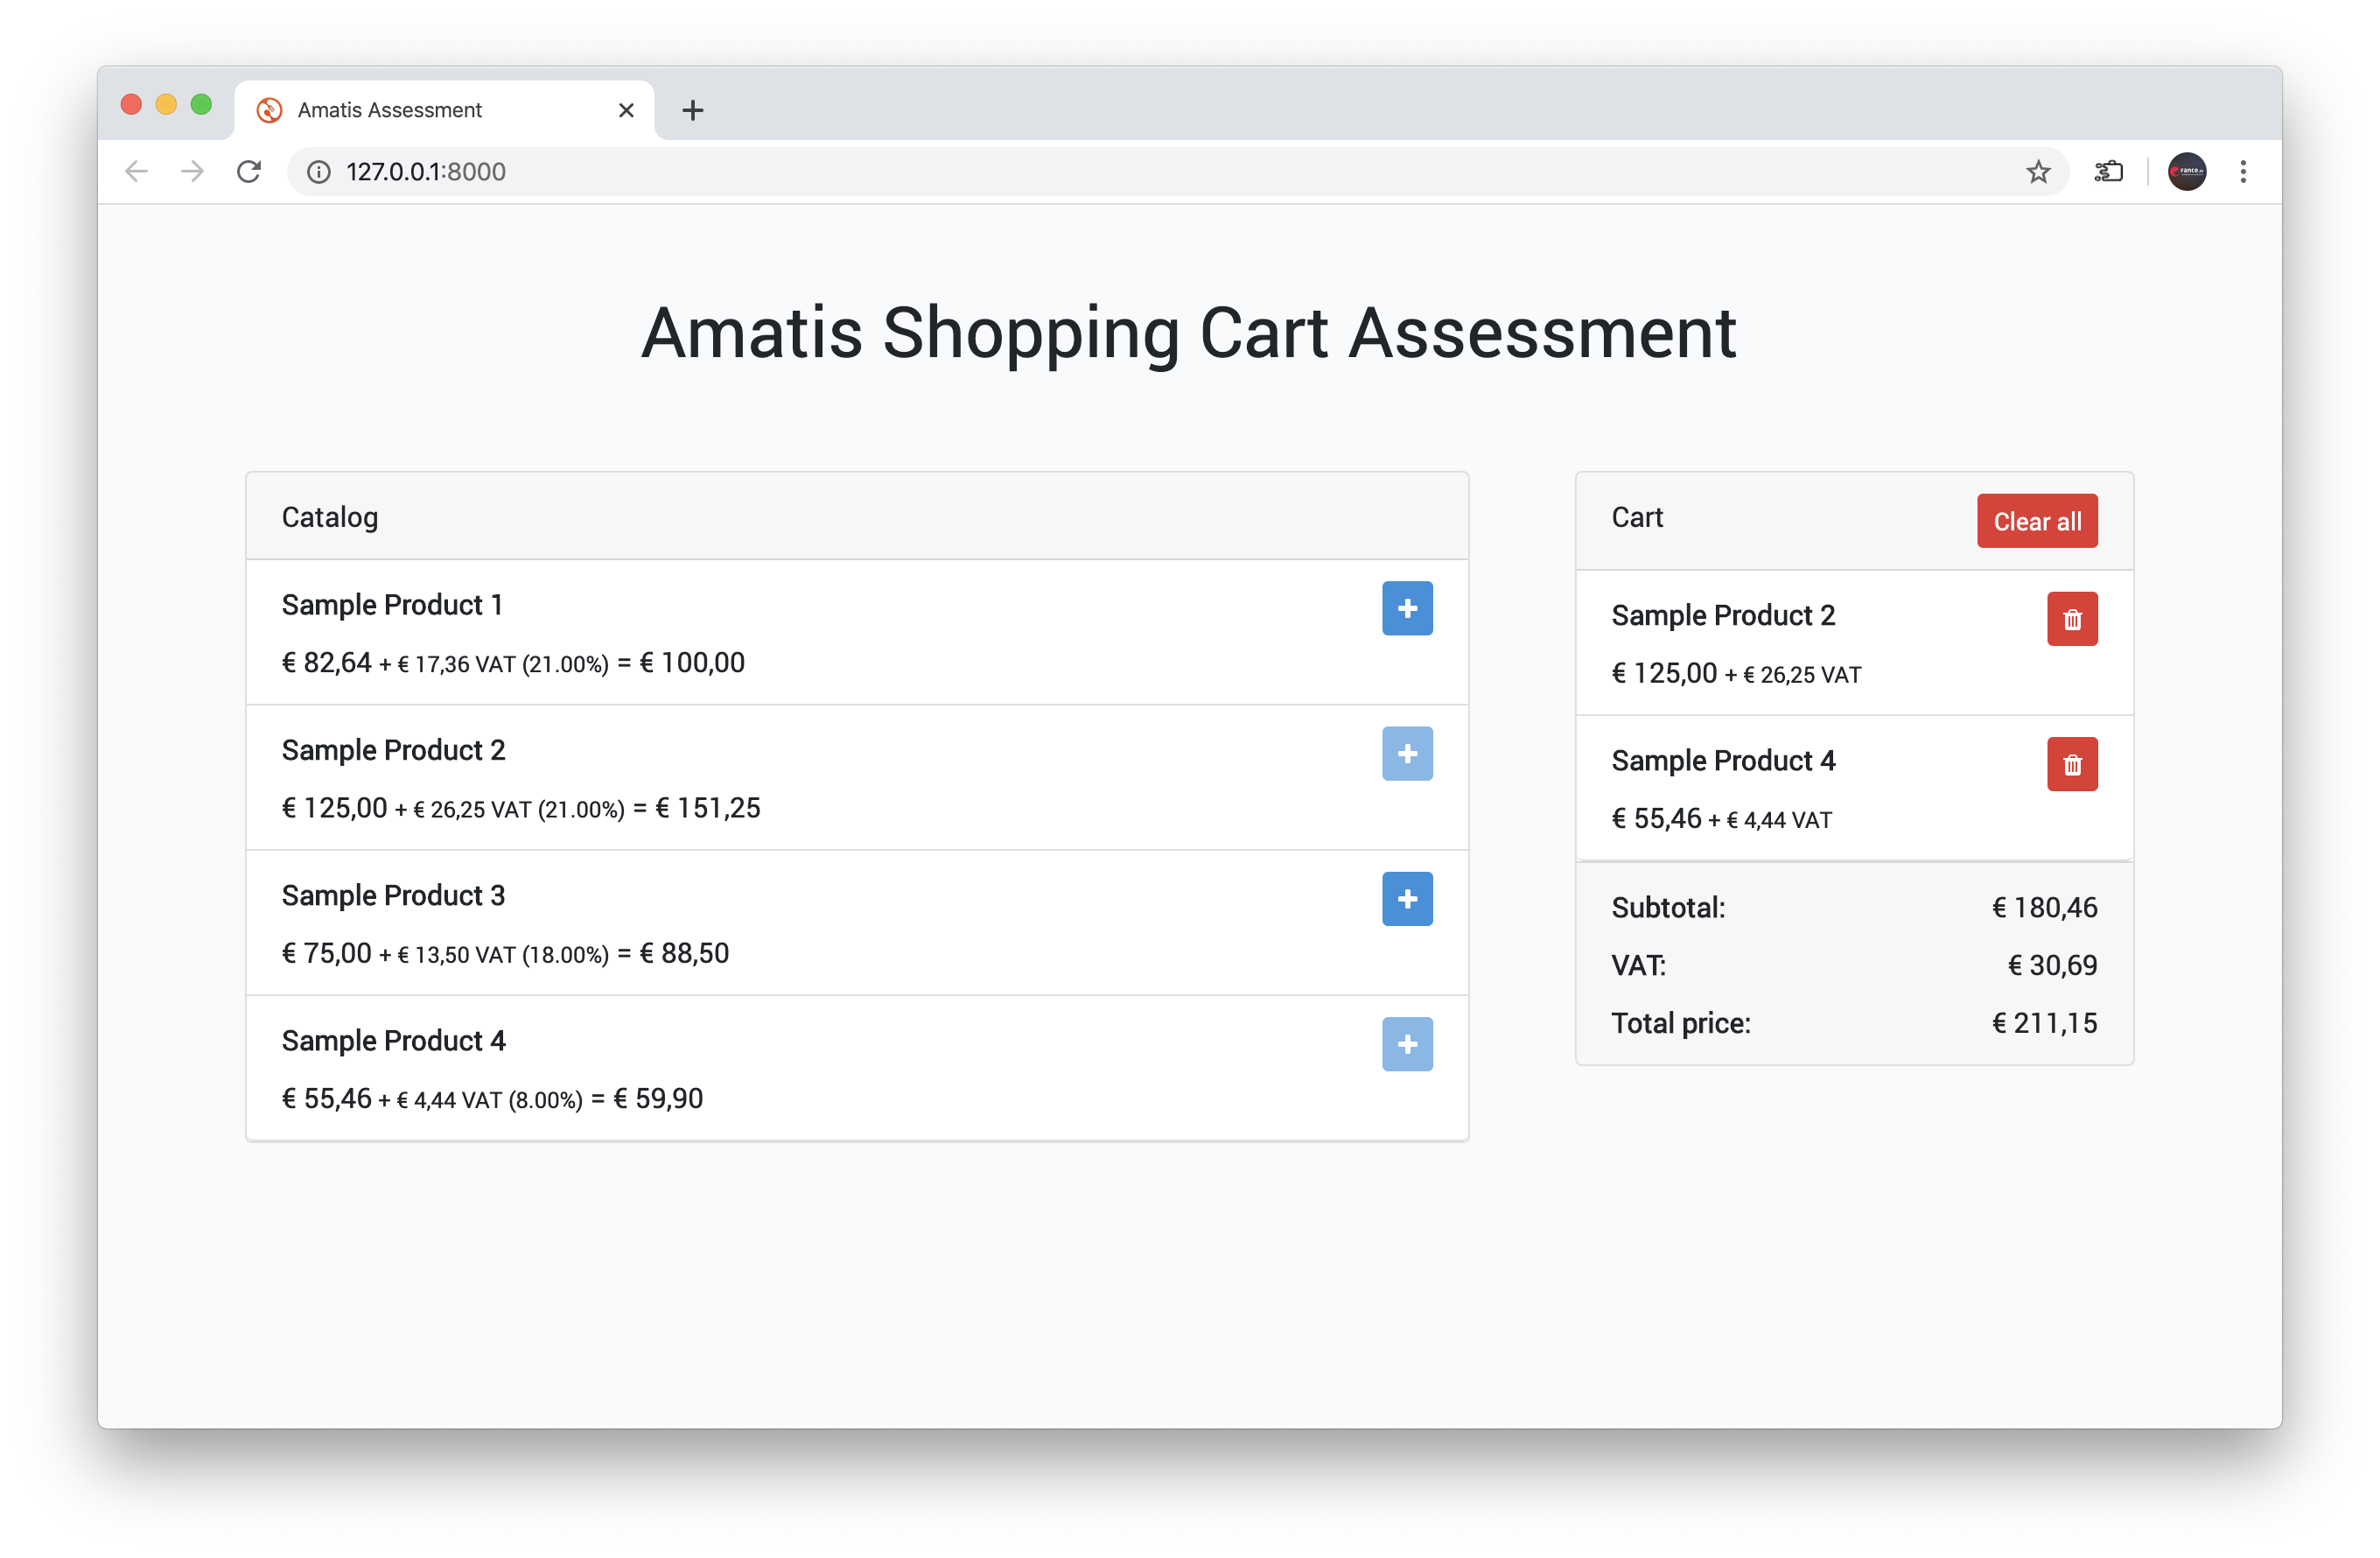 Amatis Assessment
127.0.0.1:8000
Amatis Shopping Cart Assessment
Catalog
Sample Product 1
€ 82,64 + € 17,36 VAT (21.00%) = € 100,00
Sample Product 2
€ 125,00 + € 26,25 VAT (21.00%) = € 151,25
Sample Product 3
€ 75,00 + € 13,50 VAT (18.00%) = € 88,50
Sample Product 4
€ 55,46 + € 4,44 VAT (8.00%) = € 59,90
Cart
Clear all
Sample Product 2
€ 125,00 + € 26,25 VAT
Sample Product 4
€ 55,46 + € 4,44 VAT
Subtotal: € 180,46
VAT: € 30,69
Total price: € 211,15